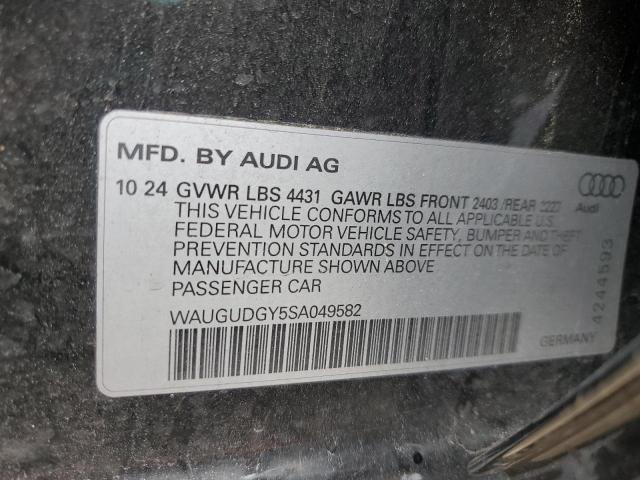 MFD. BY AUDI AG
10 24 GVWR LBS 4431 GAWR LBS FRONT 2403 /REAR 2227
THIS VEHICLE CONFORMS TO ALL APPLICABLE U.S.
FEDERAL MOTOR VEHICLE SAFETY, BUMPER AND THEFT
PREVENTION STANDARDS IN EFFECT ON THE DATE OF
MANUFACTURE SHOWN ABOVE
PASSENGER CAR
WAUGUDGY5SA049582
Audi
4244593
GERMANY